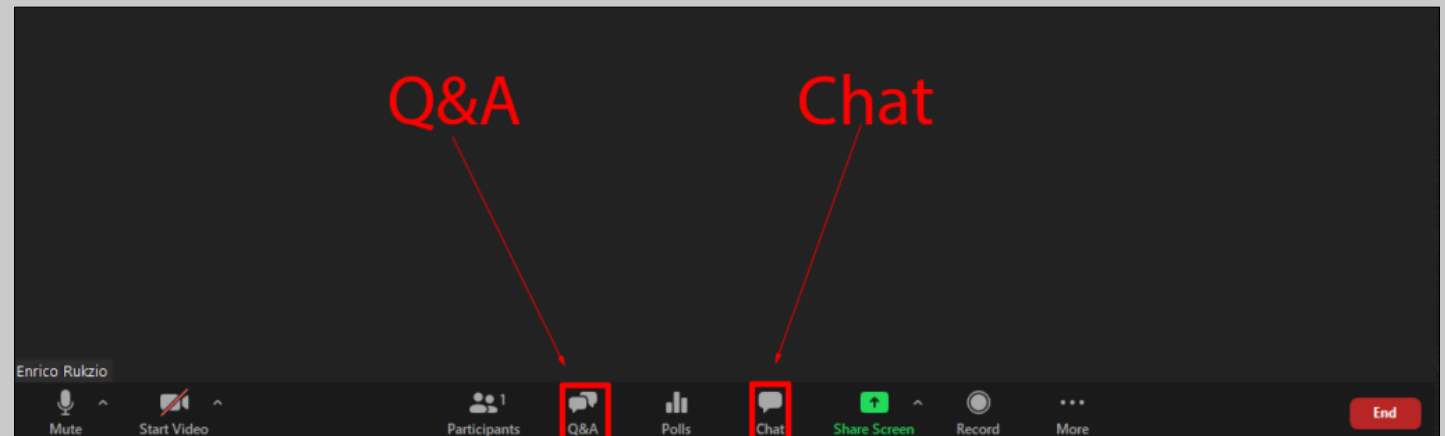 Q&A Chat
Enrico Rukzio
1
Mute Start Video Participants Q&A Polls Chat Share Screen Record More End